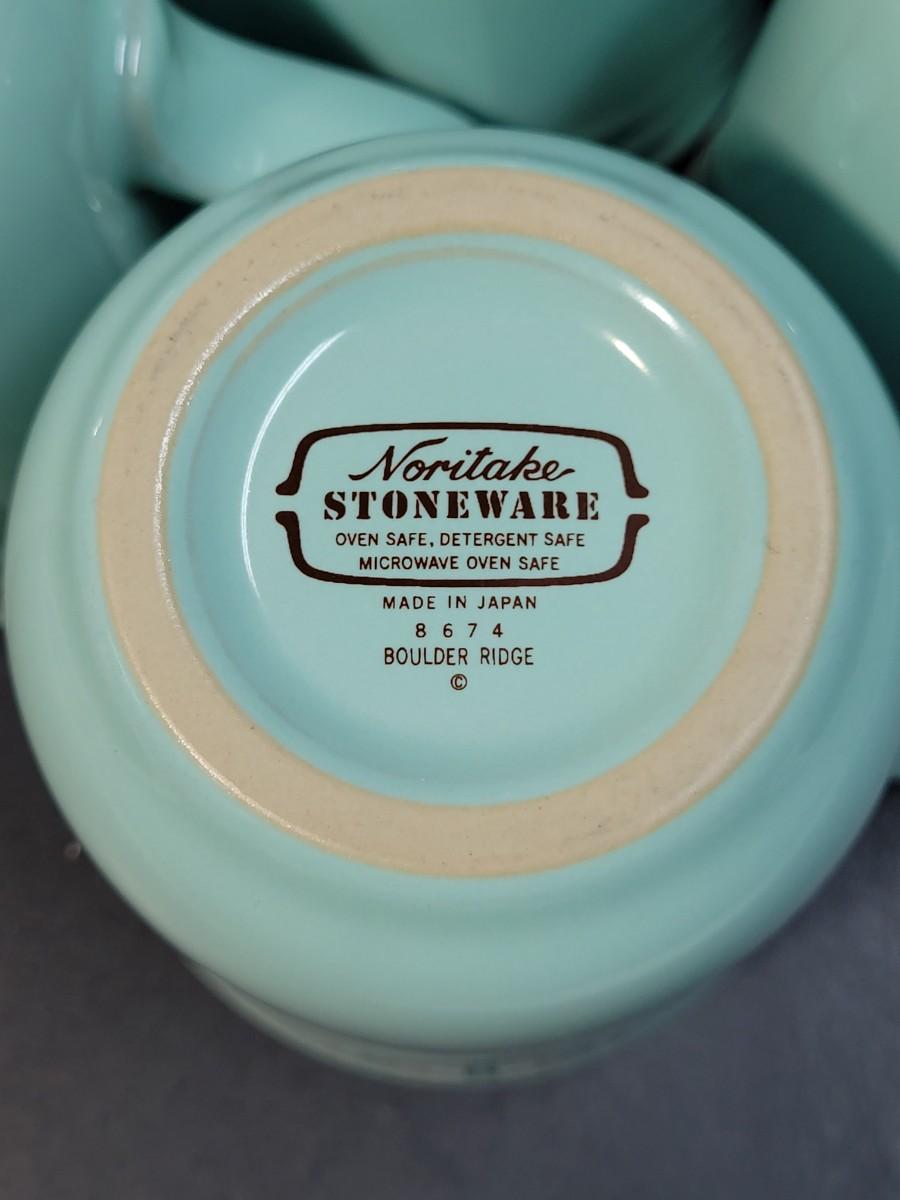 Noritake
STONEWARE
OVEN SAFE, DETERGENT SAFE
MICROWAVE OVEN SAFE
MADE IN JAPAN
8674
BOULDER RIDGE
©